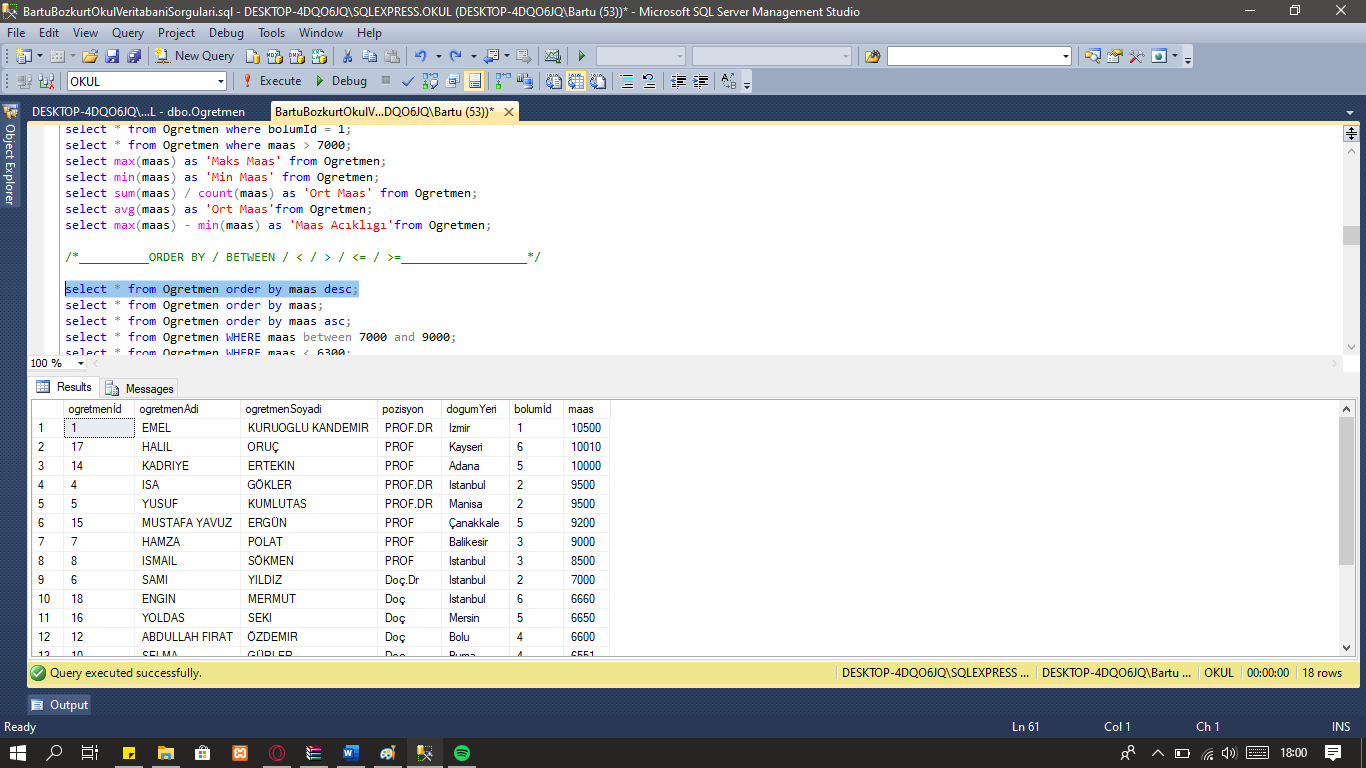 BartuBozkurtOkulVeritabaniSorgulari.sql - DESKTOP-4DQO6JQ\SQLEXPRESS.OKUL (DESKTOP-4DQO6JQ\Bartu (53))* - Microsoft SQL Server Management Studio
File Edit View Query Project Debug Tools Window Help
New Query
OKUL Execute Debug
DESKTOP-4DQO6JQ\...L - dbo.Ogretmen BartuBozkurtOkulV...DQO6JQ\Bartu (53))*
Object Explorer
select * from Ogretmen where bolumId = 1;
select * from Ogretmen where maas > 7000;
select max(maas) as 'Maks Maas' from Ogretmen;
select min(maas) as 'Min Maas' from Ogretmen;
select sum(maas) / count(maas) as 'Ort Maas' from Ogretmen;
select avg(maas) as 'Ort Maas'from Ogretmen;
select max(maas) - min(maas) as 'Maas Acıklıgı'from Ogretmen;
/*__________ORDER BY / BETWEEN / < / > / <= / >=__________________*/
select * from Ogretmen order by maas desc;
select * from Ogretmen order by maas;
select * from Ogretmen order by maas asc;
select * from Ogretmen WHERE maas between 7000 and 9000;
select * from Ogretmen WHERE maas < 6300;
100 %
Results Messages
ogretmenId ogretmenAdi ogretmenSoyadi pozisyon dogumYeri bolumId maas
1 1 EMEL KURUOGLU KANDEMIR PROF.DR Izmir 1 10500
2 17 HALIL ORUÇ PROF Kayseri 6 10010
3 14 KADRIYE ERTEKIN PROF Adana 5 10000
4 4 ISA GÖKLER PROF.DR Istanbul 2 9500
5 5 YUSUF KUMLUTAS PROF.DR Manisa 2 9500
6 15 MUSTAFA YAVUZ ERGÜN PROF Çanakkale 5 9200
7 7 HAMZA POLAT PROF Balikesir 3 9000
8 8 ISMAIL SÖKMEN PROF Istanbul 3 8500
9 6 SAMI YILDIZ Doç.Dr Istanbul 2 7000
10 18 ENGIN MERMUT Doç Istanbul 6 6660
11 16 YOLDAS SEKI Doç Mersin 5 6650
12 12 ABDULLAH FIRAT ÖZDEMIR Doç Bolu 4 6600
13 10 SELMA GÜRLER Doç Bursa 4 6551
Query executed successfully. DESKTOP-4DQO6JQ\SQLEXPRESS ... DESKTOP-4DQO6JQ\Bartu ... OKUL 00:00:00 18 rows
Output
Ready Ln 61 Col 1 Ch 1 INS
18:00